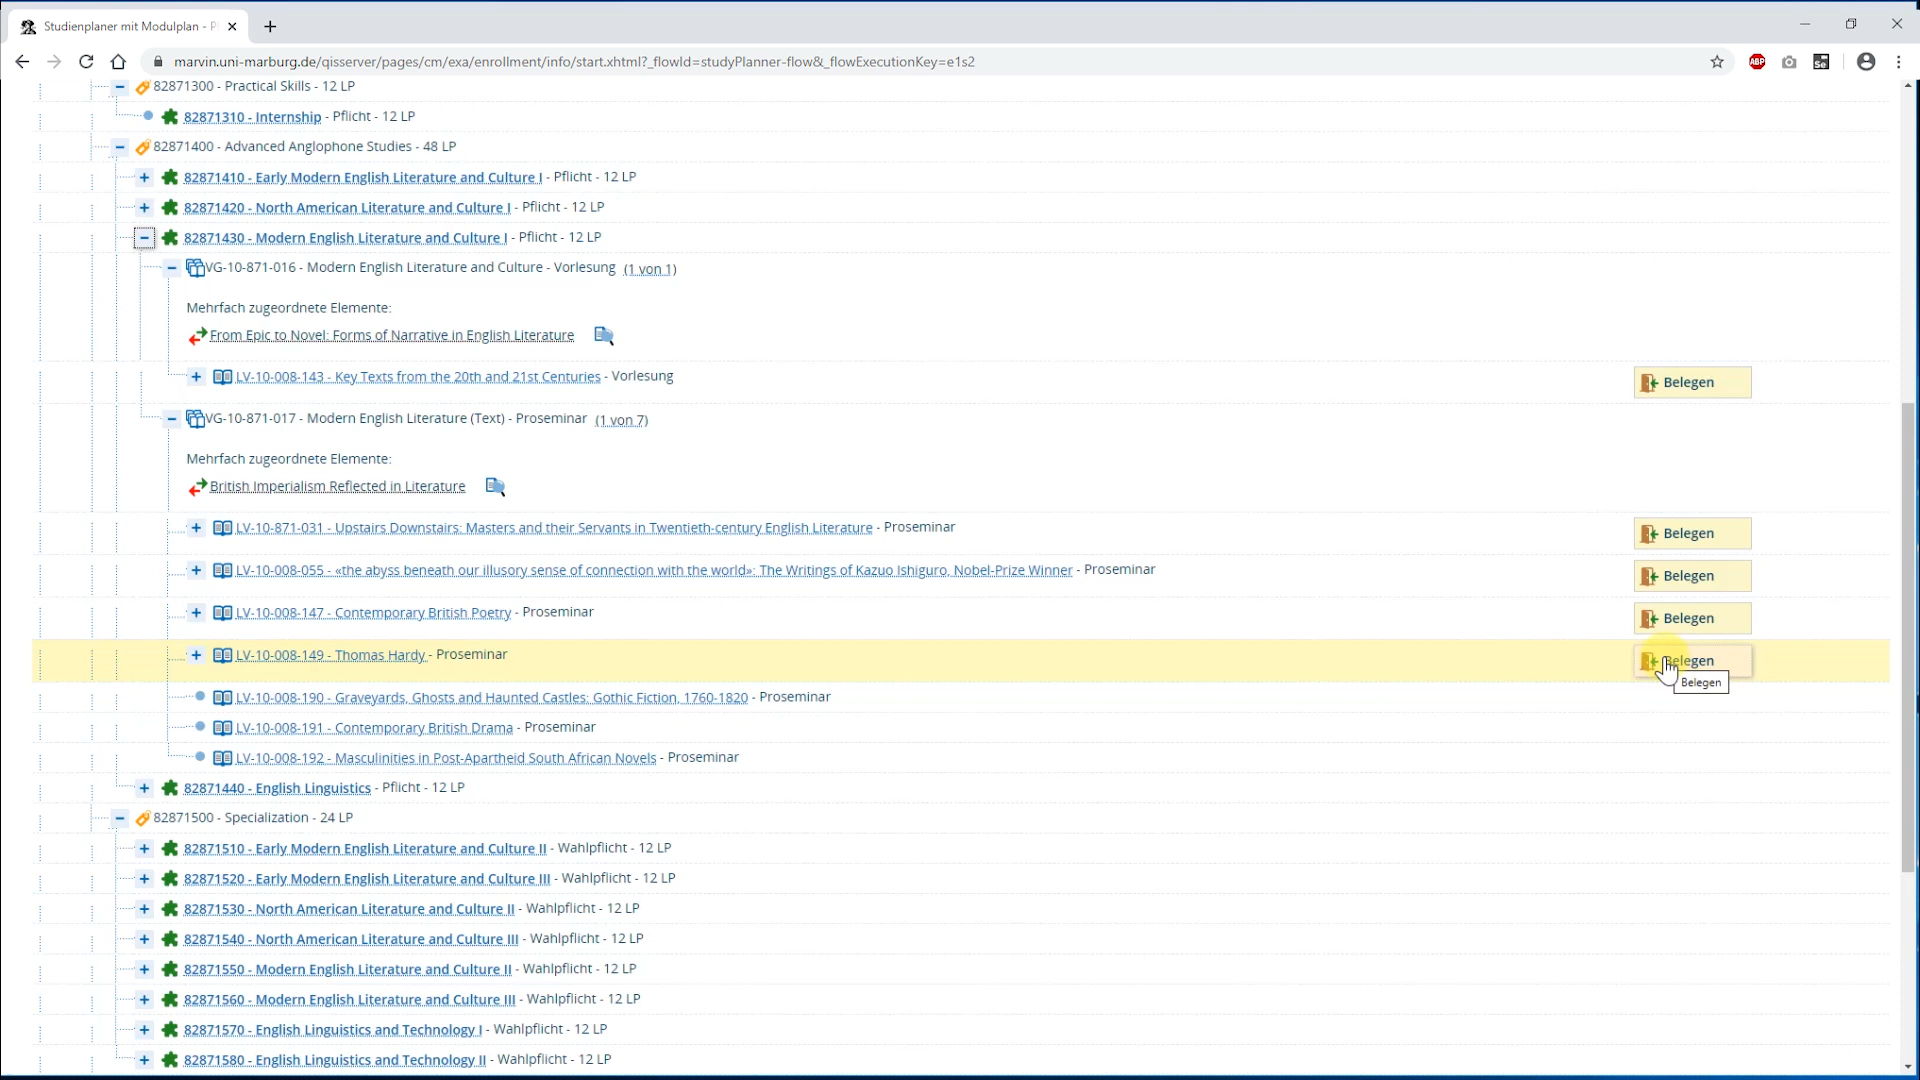 Studienplaner mit Modulplan - P
marvin.uni-marburg.de/qisserver/pages/cm/exa/enrollment/info/start.xhtml?_flowId=studyPlanner-flow&_flowExecutionKey=e1s2
ABP
Se
82871300 - Practical Skills - 12 LP
82871310 - Internship - Pflicht - 12 LP
82871400 - Advanced Anglophone Studies - 48 LP
82871410 - Early Modern English Literature and Culture I - Pflicht - 12 LP
82871420 - North American Literature and Culture I - Pflicht - 12 LP
82871430 - Modern English Literature and Culture I - Pflicht - 12 LP
VG-10-871-016 - Modern English Literature and Culture - Vorlesung (1 von 1)
Mehrfach zugeordnete Elemente:
From Epic to Novel: Forms of Narrative in English Literature
LV-10-008-143 - Key Texts from the 20th and 21st Centuries - Vorlesung Belegen
VG-10-871-017 - Modern English Literature (Text) - Proseminar (1 von 7)
Mehrfach zugeordnete Elemente:
British Imperialism Reflected in Literature
LV-10-871-031 - Upstairs Downstairs: Masters and their Servants in Twentieth-century English Literature - Proseminar Belegen
LV-10-008-055 - «the abyss beneath our illusory sense of connection with the world»: The Writings of Kazuo Ishiguro, Nobel-Prize Winner - Proseminar Belegen
LV-10-008-147 - Contemporary British Poetry - Proseminar Belegen
LV-10-008-149 - Thomas Hardy - Proseminar Belegen
Belegen
LV-10-008-190 - Graveyards, Ghosts and Haunted Castles: Gothic Fiction, 1760-1820 - Proseminar
LV-10-008-191 - Contemporary British Drama - Proseminar
LV-10-008-192 - Masculinities in Post-Apartheid South African Novels - Proseminar
82871440 - English Linguistics - Pflicht - 12 LP
82871500 - Specialization - 24 LP
82871510 - Early Modern English Literature and Culture II - Wahlpflicht - 12 LP
82871520 - Early Modern English Literature and Culture III - Wahlpflicht - 12 LP
82871530 - North American Literature and Culture II - Wahlpflicht - 12 LP
82871540 - North American Literature and Culture III - Wahlpflicht - 12 LP
82871550 - Modern English Literature and Culture II - Wahlpflicht - 12 LP
82871560 - Modern English Literature and Culture III - Wahlpflicht - 12 LP
82871570 - English Linguistics and Technology I - Wahlpflicht - 12 LP
82871580 - English Linguistics and Technology II - Wahlpflicht - 12 LP